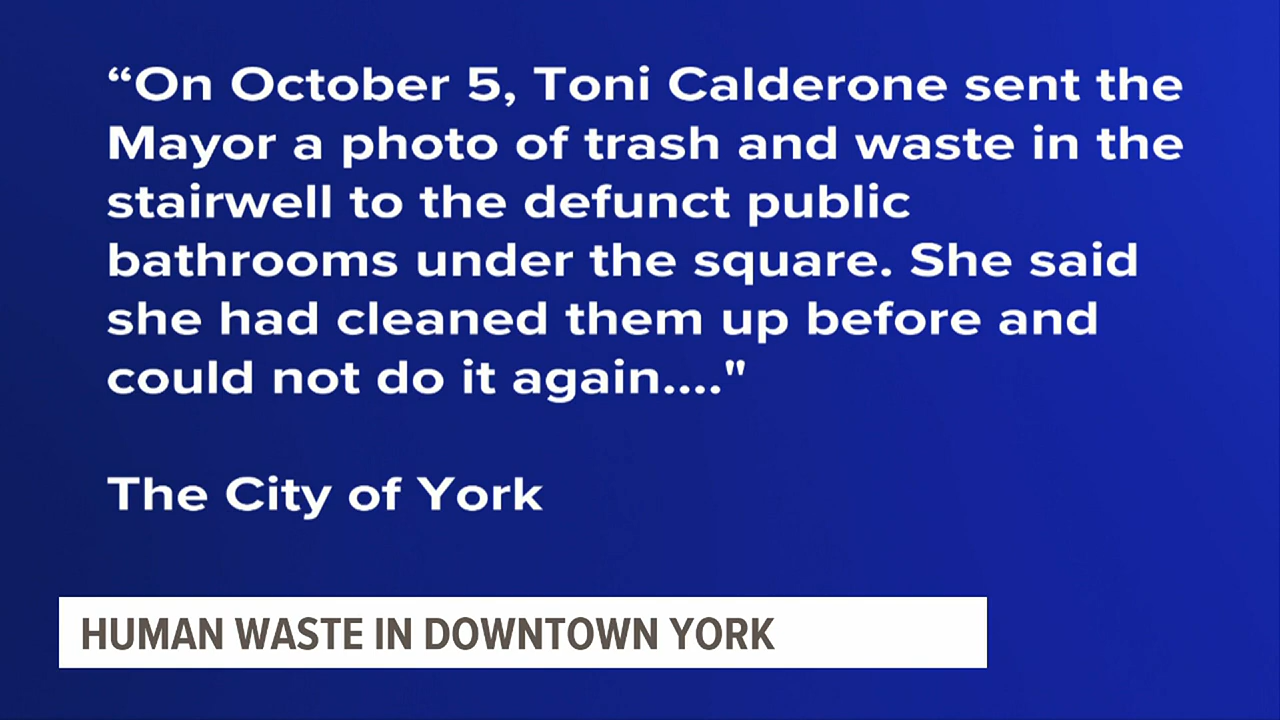 “On October 5, Toni Calderone sent the
Mayor a photo of trash and waste in the
stairwell to the defunct public
bathrooms under the square. She said
she had cleaned them up before and
could not do it again...."
The City of York
HUMAN WASTE IN DOWNTOWN YORK